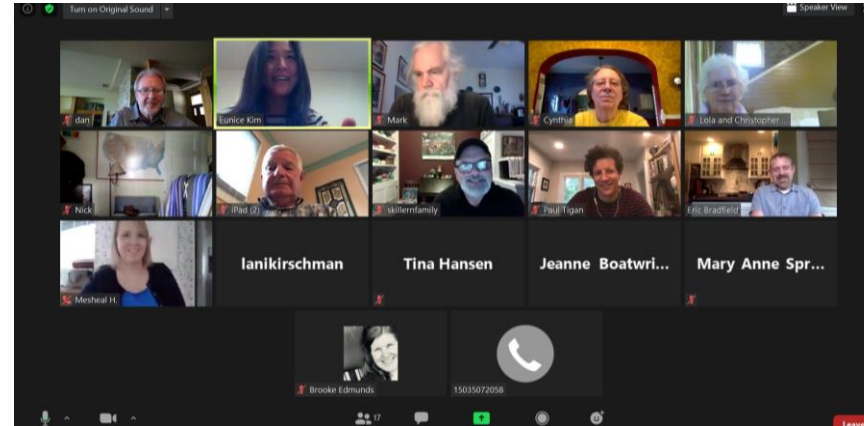 Turn on Original Sound
Speaker View
dan
Eunice Kim
Mark
Cynthia
Lola and Christopher ...
Nick
iPad (2)
skillernfamily
Paul Tigan
Eric Bradfield
Mesheal H.
lanikirschman
Tina Hansen
Jeanne Boatwri...
Mary Anne Spr...
Brooke Edmunds
15035072058
17
Leave